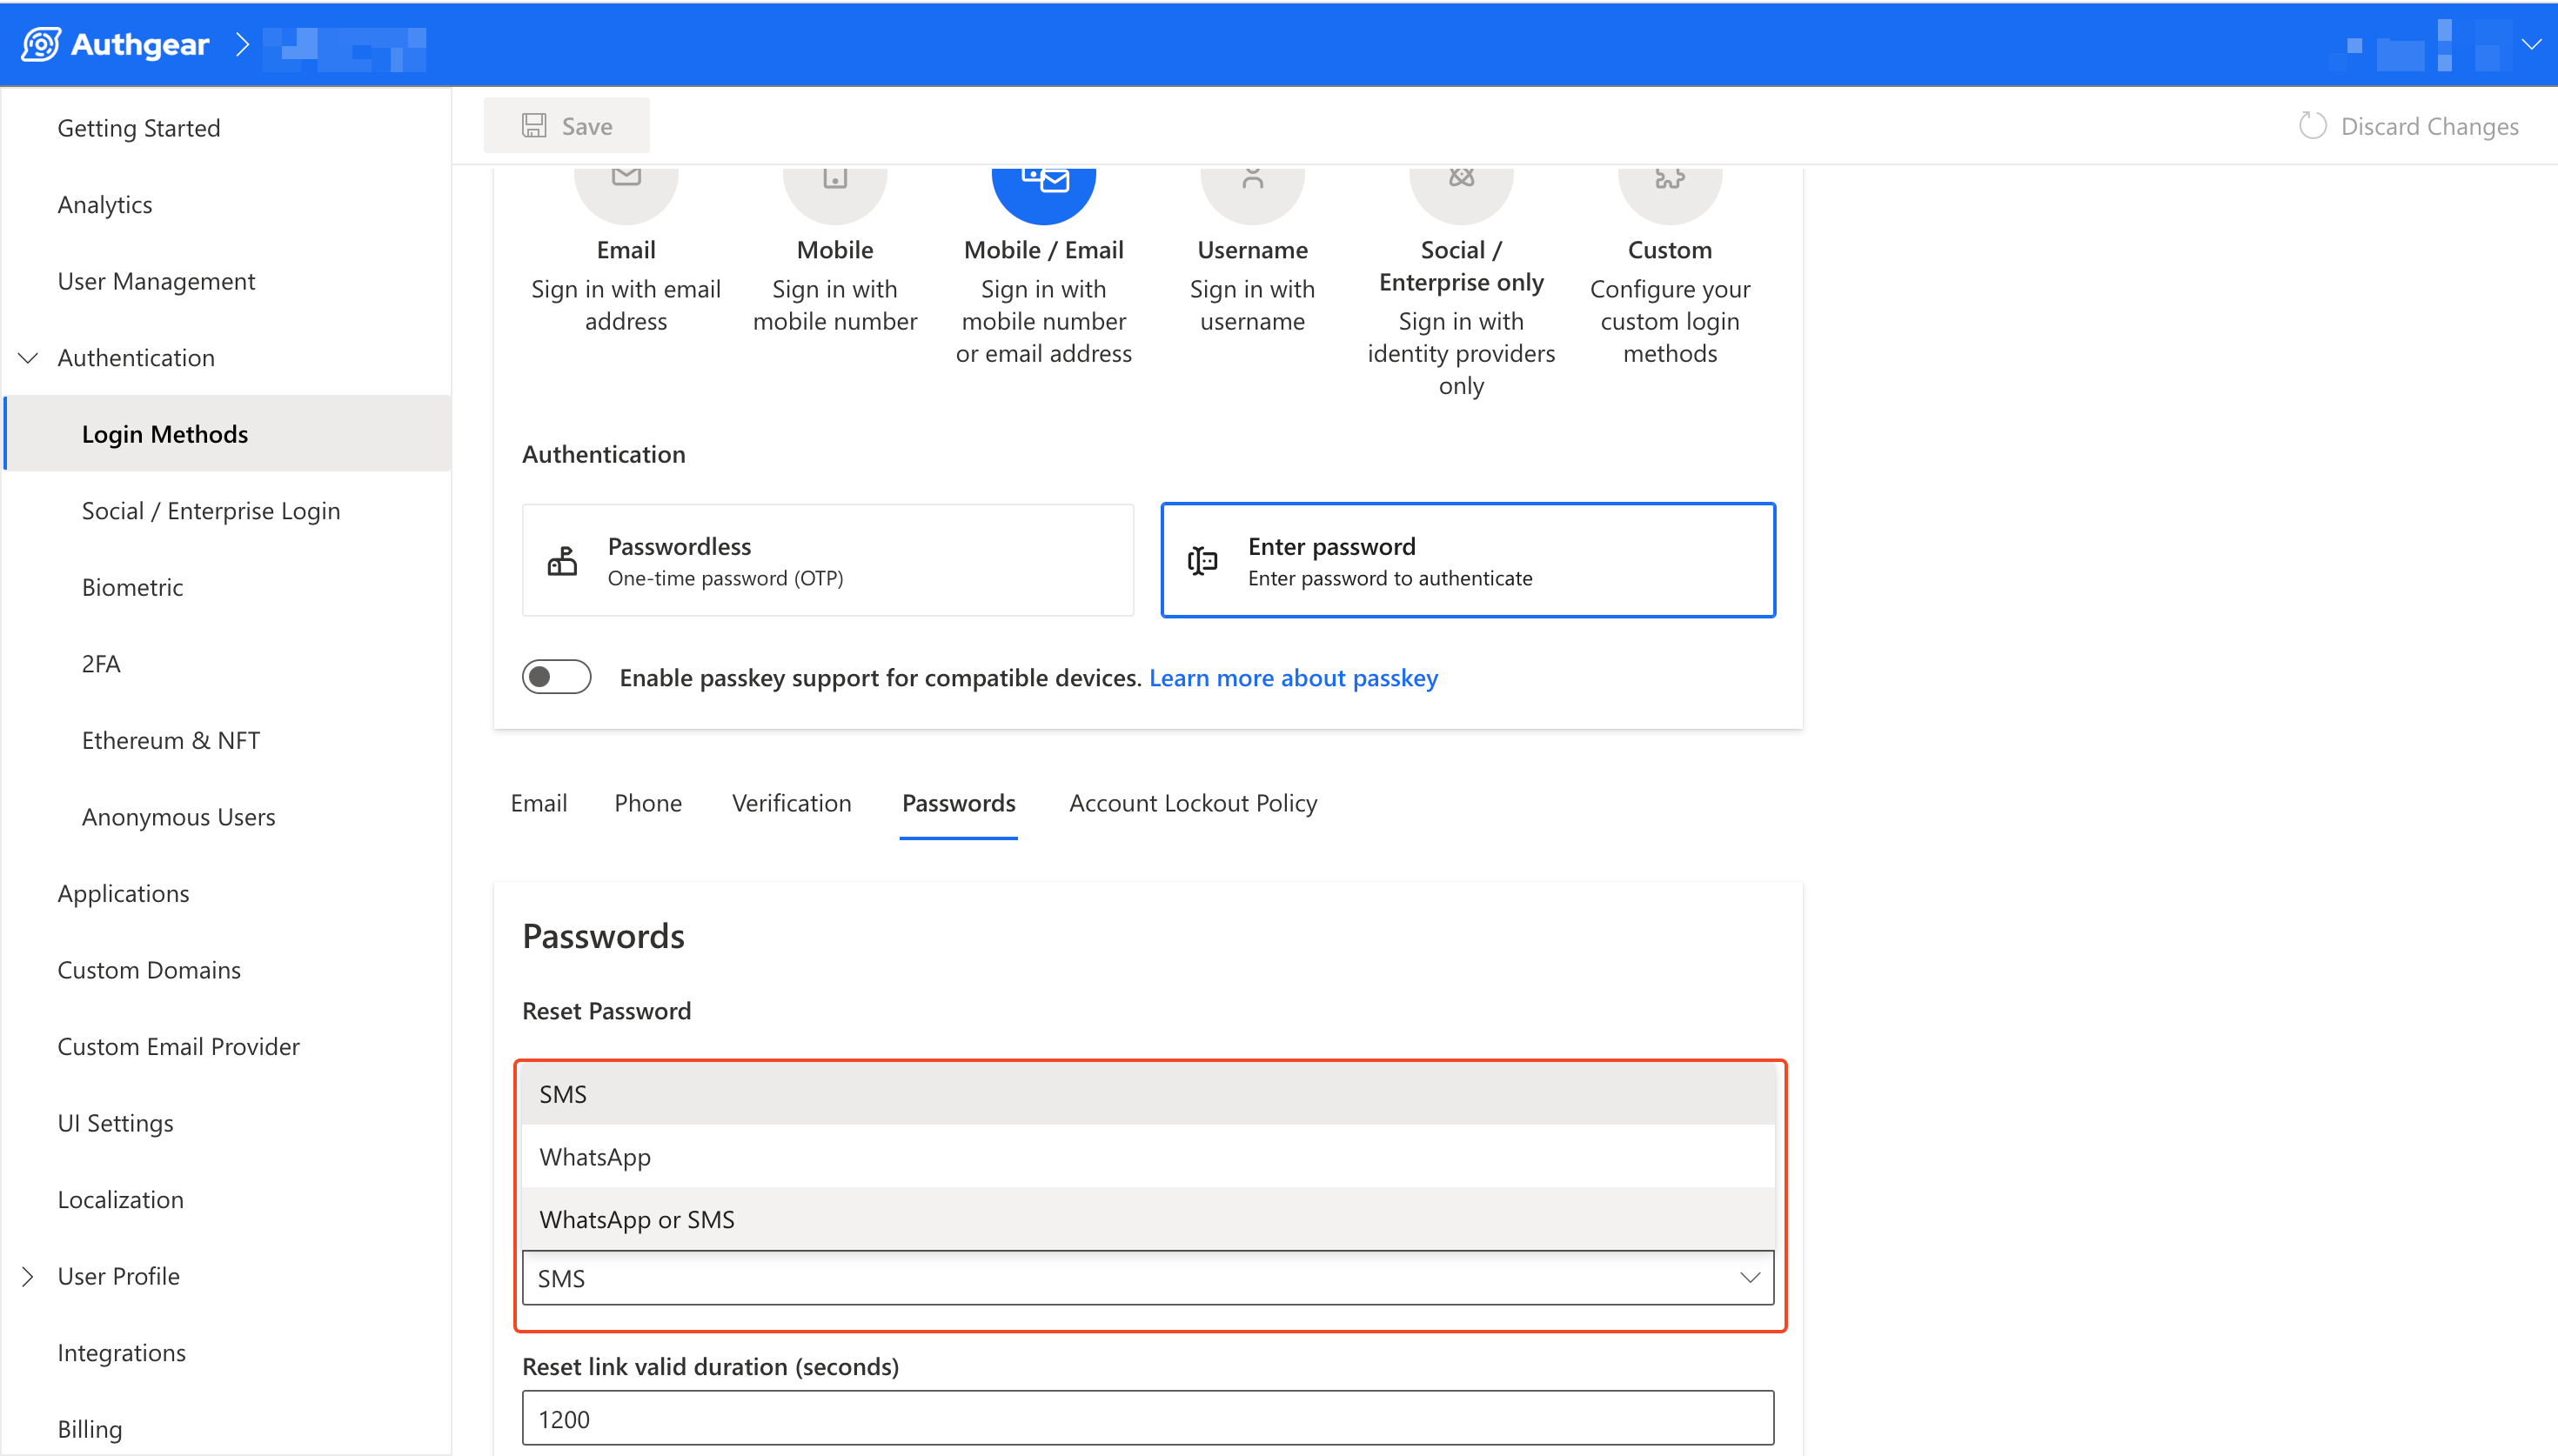 Authgear
Save
Discard Changes
Getting Started
Analytics
User Management
Authentication
Login Methods
Social / Enterprise Login
Biometric
2FA
Ethereum & NFT
Anonymous Users
Applications
Custom Domains
Custom Email Provider
UI Settings
Localization
User Profile
Integrations
Billing
Email
Sign in with email
address
Mobile
Sign in with
mobile number
Mobile / Email
Sign in with
mobile number
or email address
Username
Sign in with
username
Social /
Enterprise only
Sign in with
identity providers
only
Custom
Configure your
custom login
methods
Authentication
Passwordless
One-time password (OTP)
Enter password
Enter password to authenticate
Enable passkey support for compatible devices. Learn more about passkey
Email Phone Verification Passwords Account Lockout Policy
Passwords
Reset Password
SMS
WhatsApp
WhatsApp or SMS
SMS
Reset link valid duration (seconds)
1200